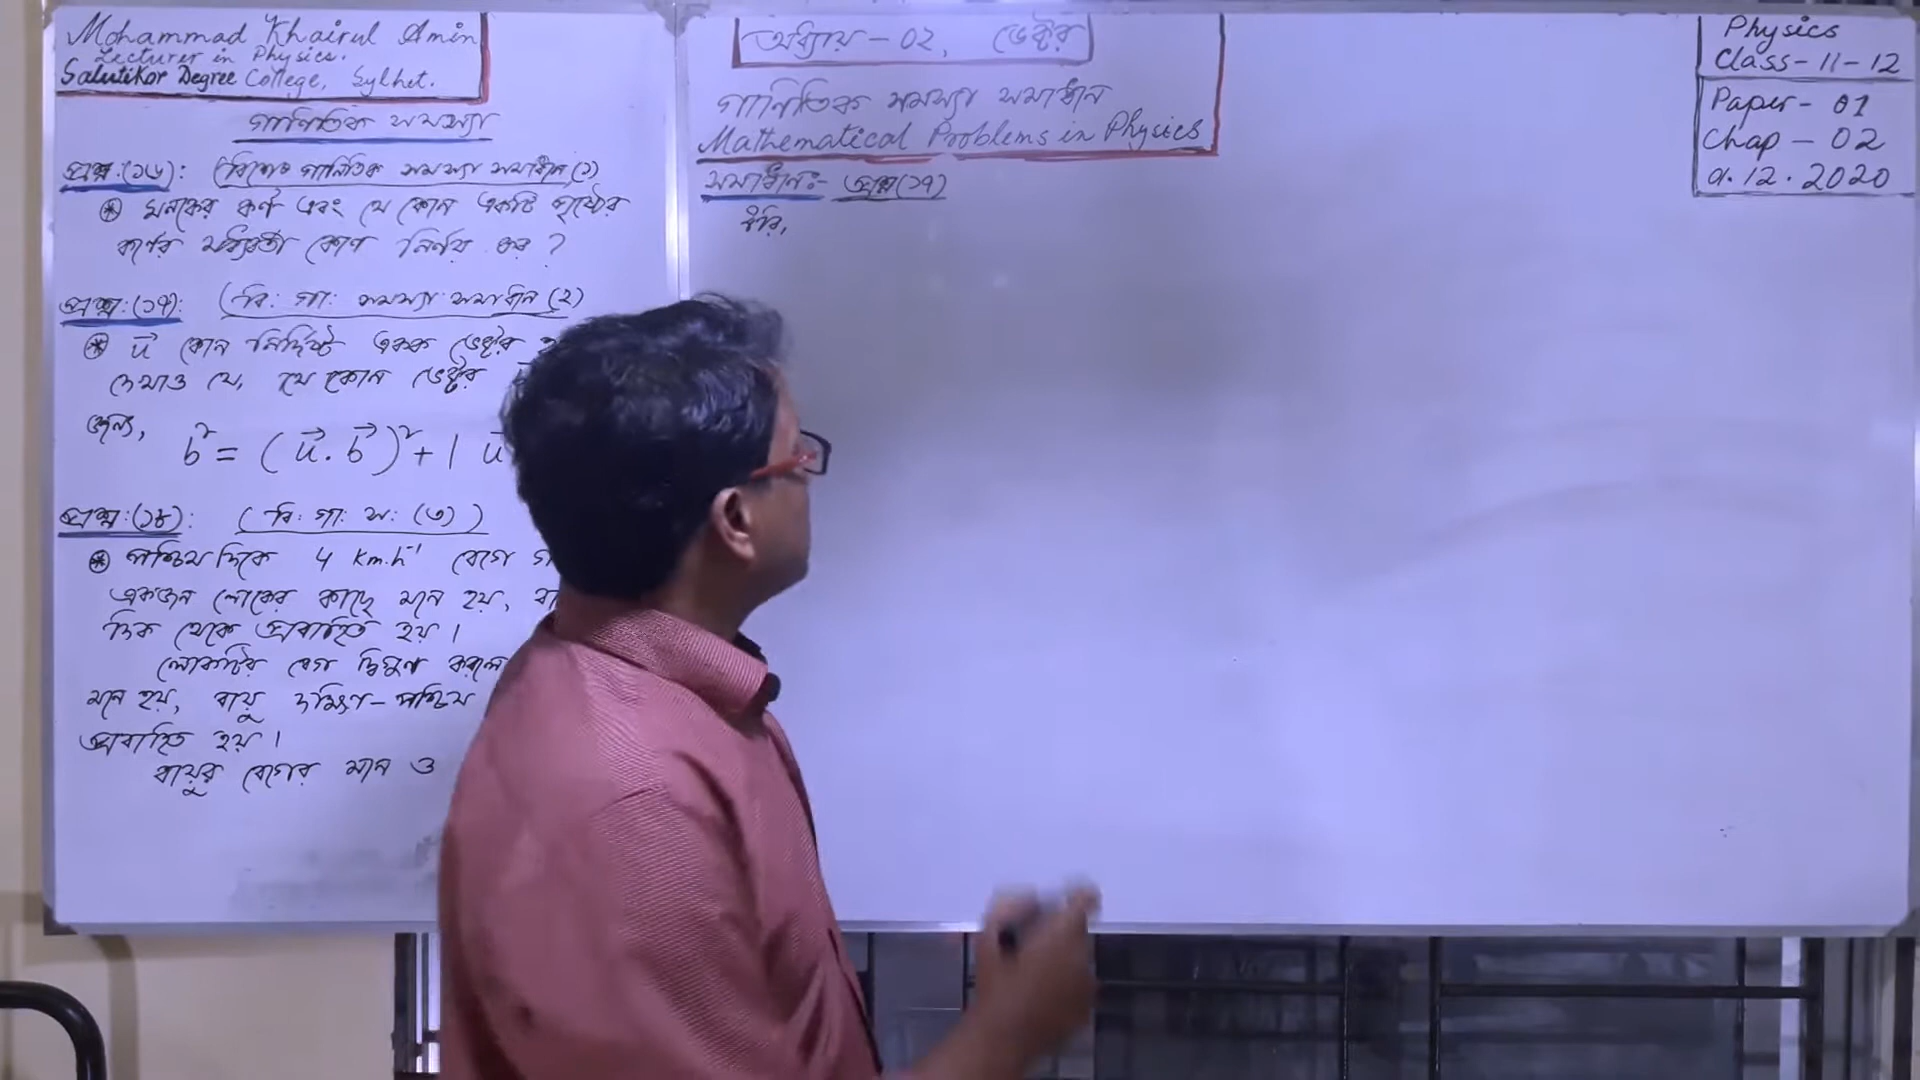 Mohammad Khairul Amin
Lecturer in Physics.
Salutikor Degree College, Sylhet.
গাণিতিক সমস্যা
প্রশ্ন:(১৬): (বিশেষ গাণিতিক সমস্যা সমাধান (১)
* ঘনকের কর্ণ এবং যে কোন একটি পৃষ্ঠের
কর্ণের মধ্যবর্তী কোণ নির্ণয় কর ?
প্রশ্ন:(১৭): (বি: গা: সমস্যা সমাধান (২)
* u⃗ কোন নির্দিষ্ট একক ভেক্টর
দেখাও যে, যে কোন ভেক্টর
জন্য,
b² = (u⃗. b⃗)² + | u⃗
প্রশ্ন:(১৮): (বি: গা: স: (৩))
* পশ্চিম দিকে 4 Km.h⁻¹ বেগে
একজন লোকের কাছে মনে হয়,
দিক থেকে প্রবাহিত হয় ।
লোকটির বেগ দ্বিগুণ করলে
মনে হয়, বায়ু দক্ষিণ-পশ্চিম
প্রবাহিত হয় ।
বায়ুর বেগের মান ও
অধ্যায় - 02, ভেক্টর
গাণিতিক সমস্যা সমাধান
Mathematical Problems in Physics
সমাধান:- প্রশ্ন(১৭)
ধরি,
Physics
Class- 11-12
Paper- 01
Chap - 02
12.2020